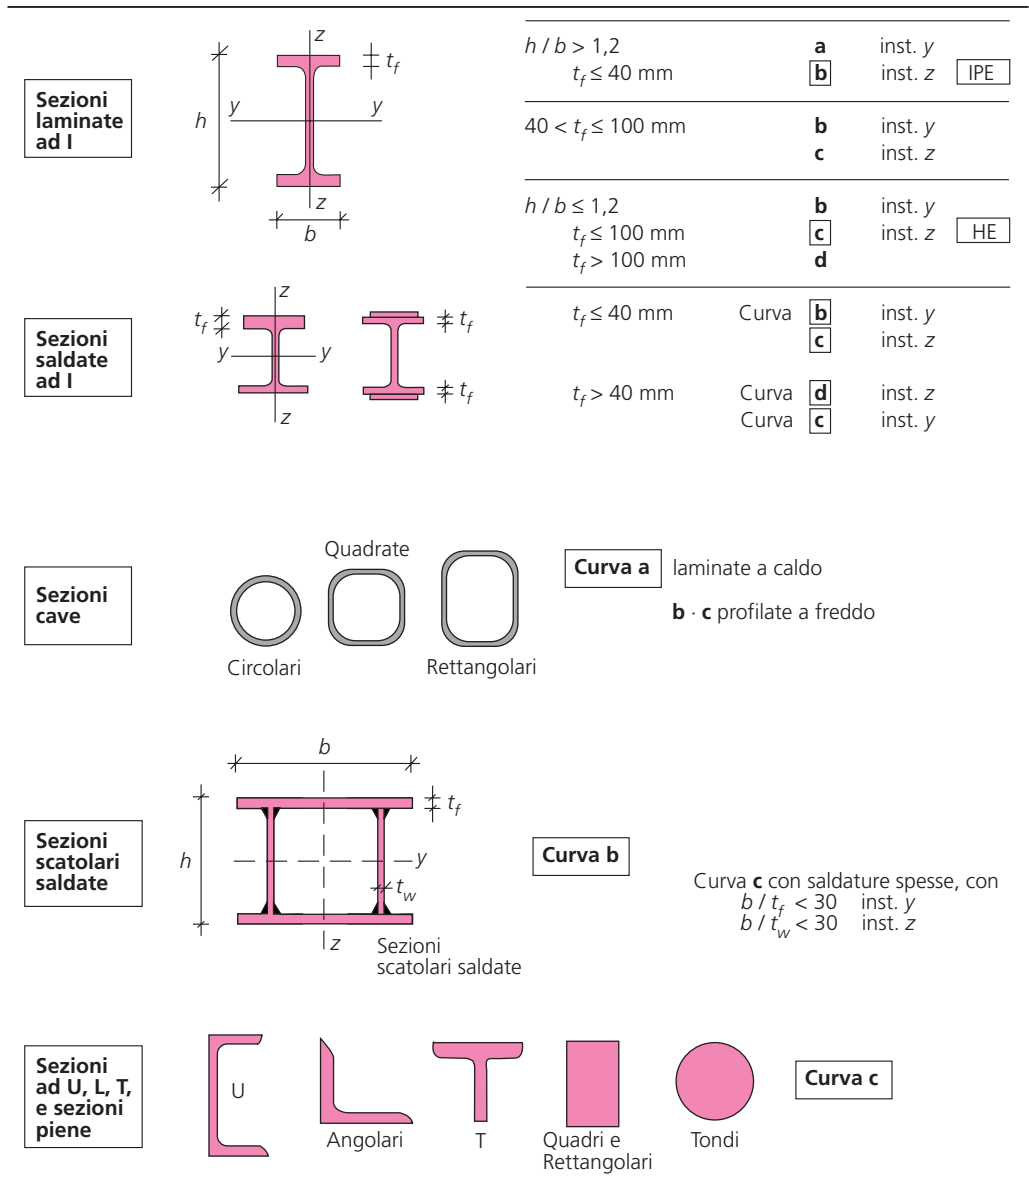 Sezioni
laminate
ad I
z
t_f
h
y
y
z
b
h / b > 1,2 a inst. y
t_f ≤ 40 mm b inst. z IPE
40 < t_f ≤ 100 mm b inst. y
c inst. z
h / b ≤ 1,2 b inst. y
t_f ≤ 100 mm c inst. z HE
t_f > 100 mm d
Sezioni
saldate
ad I
z
t_f
y
y
z
t_f
t_f
t_f ≤ 40 mm Curva b inst. y
c inst. z
t_f > 40 mm Curva d inst. z
Curva c inst. y
Sezioni
cave
Circolari
Quadrate
Rettangolari
Curva a laminate a caldo
b · c profilate a freddo
Sezioni
scatolari
saldate
b
t_f
h
y
t_w
z
Sezioni
scatolari saldate
Curva b
Curva c con saldature spesse, con
b / t_f < 30 inst. y
b / t_w < 30 inst. z
Sezioni
ad U, L, T,
e sezioni
piene
U
Angolari
T
Quadri e
Rettangolari
Tondi
Curva c